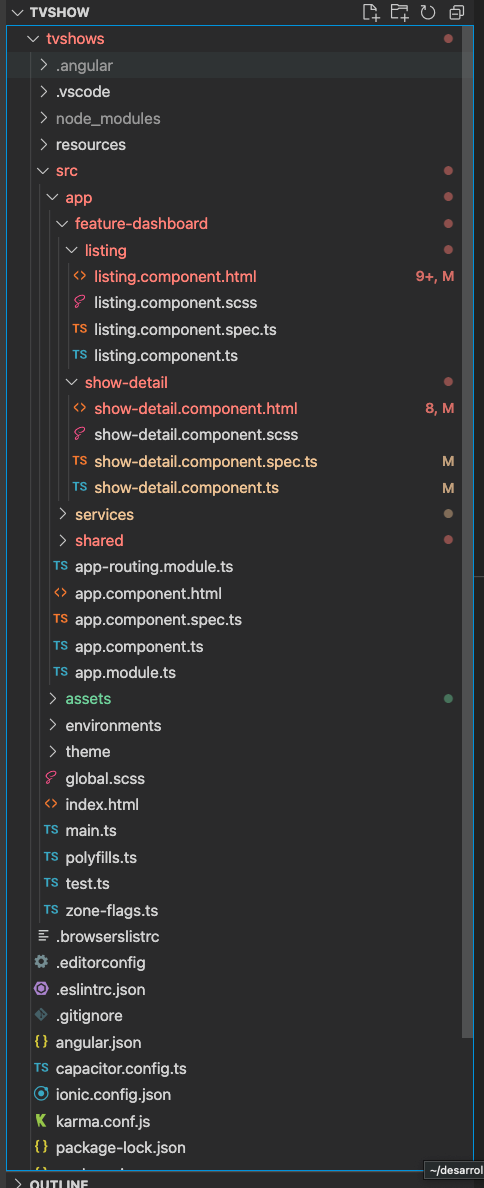 TVSHOW
tvshows
.angular
.vscode
node_modules
resources
src
app
feature-dashboard
listing
<> listing.component.html 9+, M
listing.component.scss
TS listing.component.spec.ts
TS listing.component.ts
show-detail
<> show-detail.component.html 8, M
show-detail.component.scss
TS show-detail.component.spec.ts M
TS show-detail.component.ts M
services
shared
TS app-routing.module.ts
<> app.component.html
TS app.component.spec.ts
TS app.component.ts
TS app.module.ts
assets
environments
theme
global.scss
<> index.html
TS main.ts
TS polyfills.ts
TS test.ts
TS zone-flags.ts
.browserslistrc
.editorconfig
.eslintrc.json
.gitignore
{} angular.json
TS capacitor.config.ts
ionic.config.json
K karma.conf.js
{} package-lock.json
~/desarrol
OUTLINE